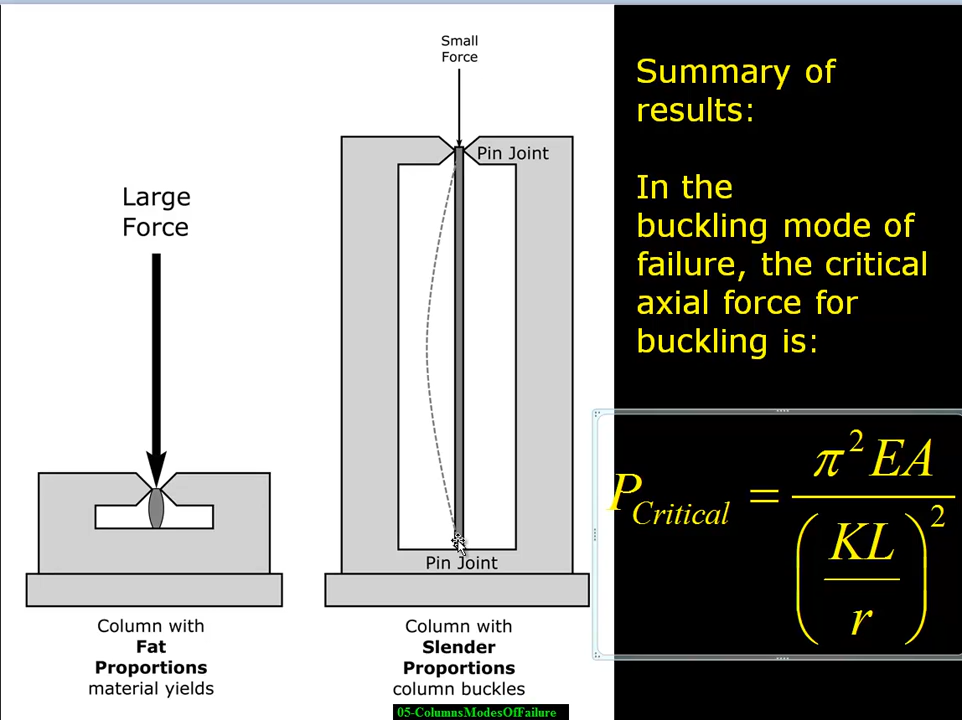 Small
Force
Pin Joint
Large
Force
Pin Joint
Column with
Fat
Proportions
material yields
Column with
Slender
Proportions
column buckles
05-ColumnsModesOfFailure
Summary of
results:
In the
buckling mode of
failure, the critical
axial force for
buckling is:
P_Critical = π²EA / (KL / r)²